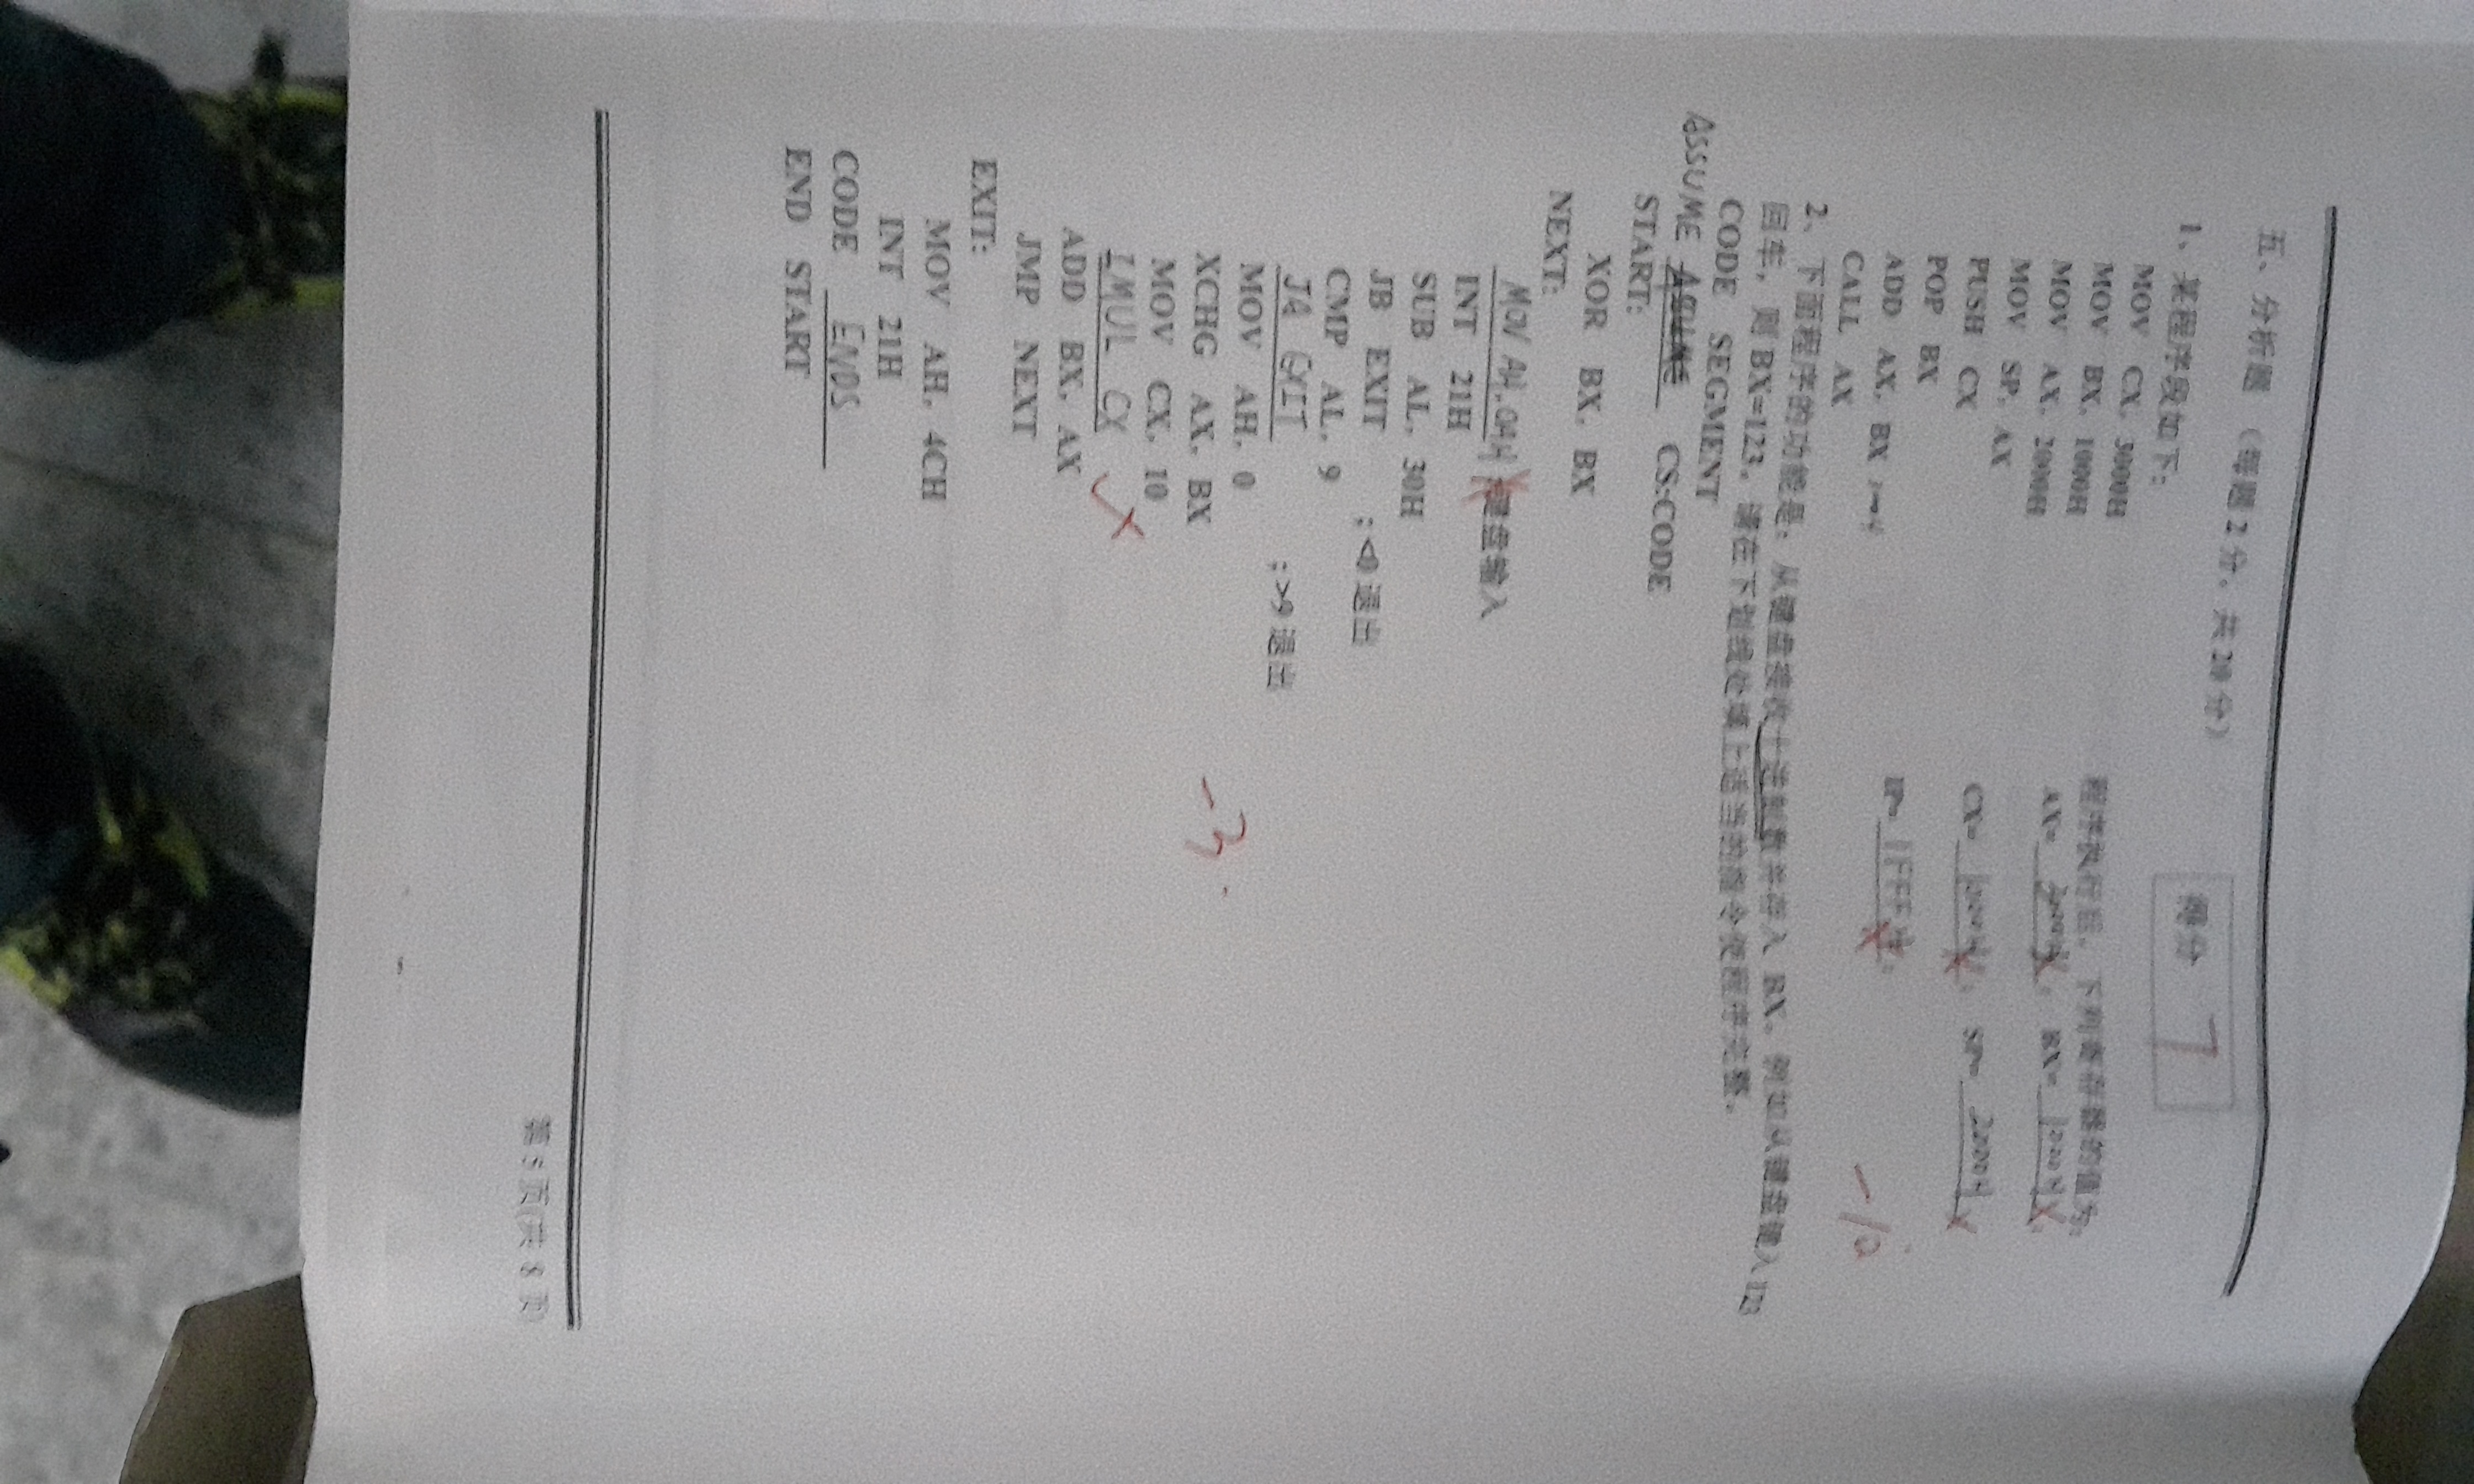 五、分析题 (每题2分，共20分)
得分 7
1、某程序段如下：
MOV CX，3000H
MOV BX，1000H
MOV AX，2000H
MOV SP，AX
PUSH CX
POP BX
ADD AX，BX
CALL AX
程序执行后，下列寄存器的值为：
AX= 3000H ； BX= 1000H ；
CX= 1000H ； SP= 2000H
IP= 1FFF ；
-10
2、下面程序的功能是：从键盘接收十进制数并存入 BX。例如从键盘键入 123
回车，则 BX=123。请在下划线处填上适当的指令使程序完整。
CODE SEGMENT
ASSUME CS:CODE
START:
XOR BX，BX
NEXT:
MOV AH,0AH ;键盘输入
INT 21H
SUB AL，30H
JB EXIT ；<0 退出
CMP AL，9
JA EXIT ；>9 退出
MOV AH，0
XCHG AX，BX
MOV CX，10
-3
IMUL CX
ADD BX，AX
JMP NEXT
EXIT:
MOV AH，4CH
INT 21H
CODE ENDS
END START
第 5 页(共 8 页)